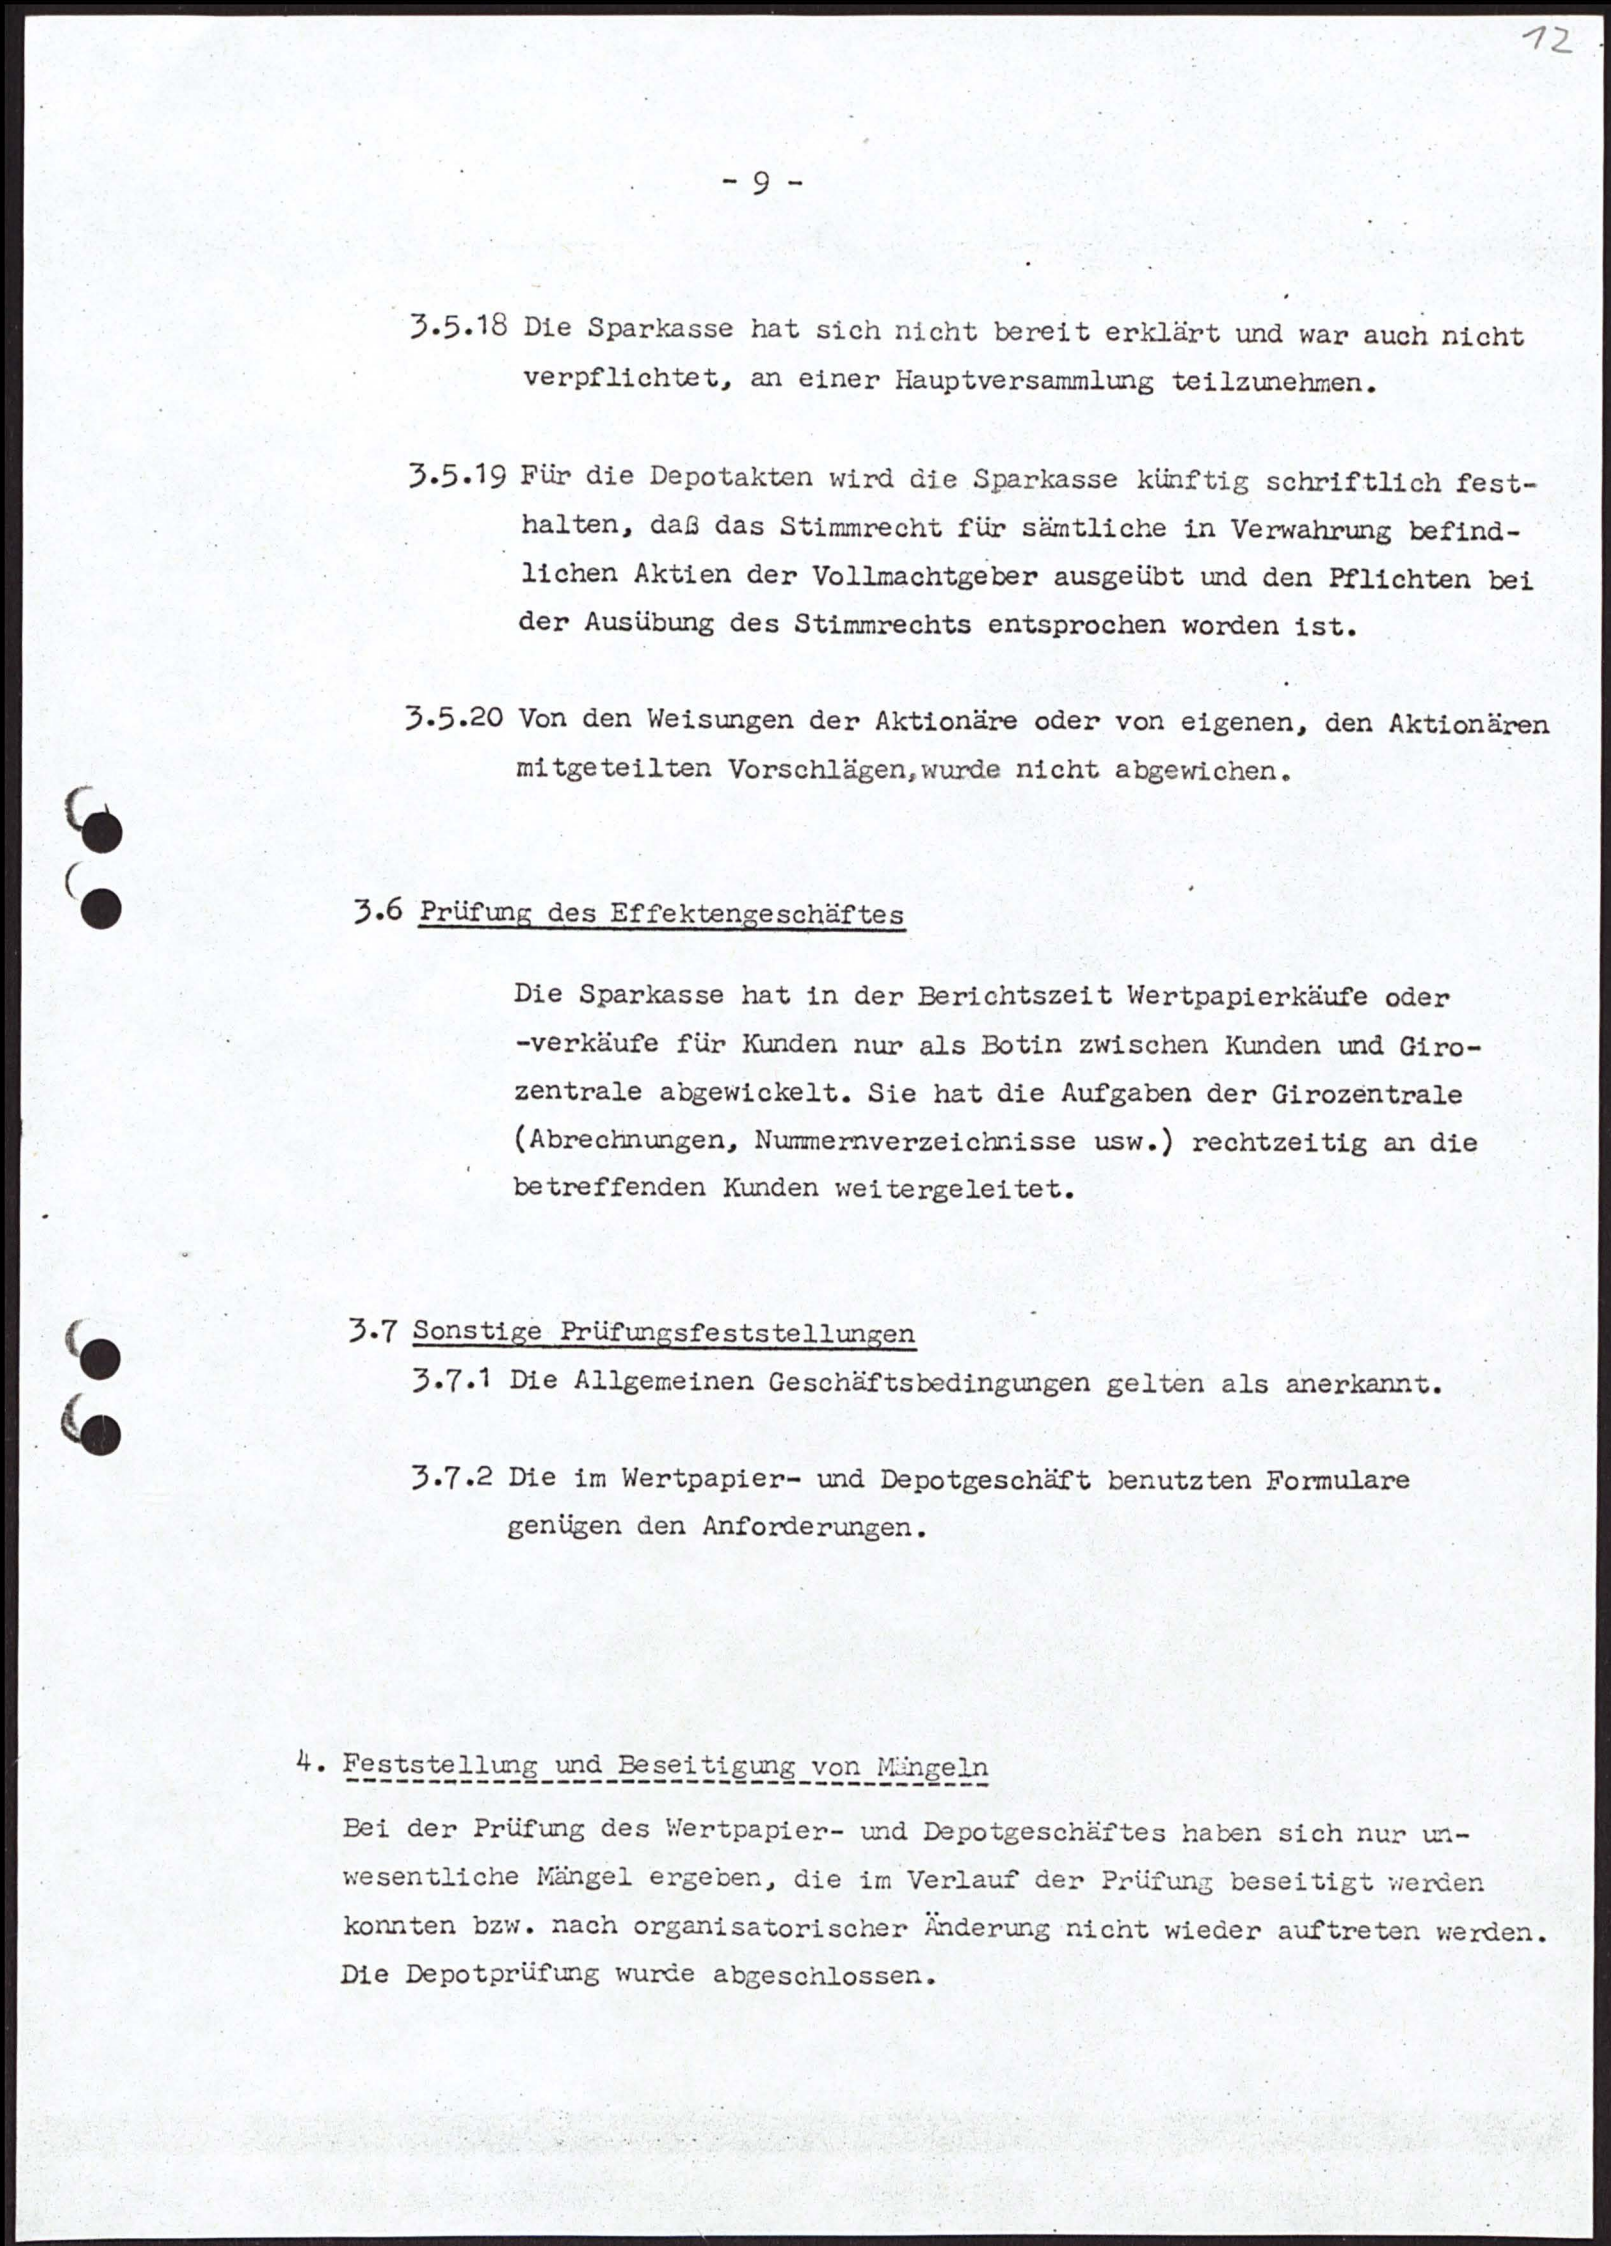 12
- 9 -
3.5.18 Die Sparkasse hat sich nicht bereit erklärt und war auch nicht
verpflichtet, an einer Hauptversammlung teilzunehmen.
3.5.19 Für die Depotakten wird die Sparkasse künftig schriftlich fest-
halten, daß das Stimmrecht für sämtliche in Verwahrung befind-
lichen Aktien der Vollmachtgeber ausgeübt und den Pflichten bei
der Ausübung des Stimmrechts entsprochen worden ist.
3.5.20 Von den Weisungen der Aktionäre oder von eigenen, den Aktionären
mitgeteilten Vorschlägen, wurde nicht abgewichen.
3.6 Prüfung des Effektengeschäftes
Die Sparkasse hat in der Berichtszeit Wertpapierkäufe oder
-verkäufe für Kunden nur als Botin zwischen Kunden und Giro-
zentrale abgewickelt. Sie hat die Aufgaben der Girozentrale
(Abrechnungen, Nummernverzeichnisse usw.) rechtzeitig an die
betreffenden Kunden weitergeleitet.
3.7 Sonstige Prüfungsfeststellungen
3.7.1 Die Allgemeinen Geschäftsbedingungen gelten als anerkannt.
3.7.2 Die im Wertpapier- und Depotgeschäft benutzten Formulare
genügen den Anforderungen.
4. Feststellung und Beseitigung von Mängeln
Bei der Prüfung des Wertpapier- und Depotgeschäftes haben sich nur un-
wesentliche Mängel ergeben, die im Verlauf der Prüfung beseitigt werden
konnten bzw. nach organisatorischer Änderung nicht wieder auftreten werden.
Die Depotprüfung wurde abgeschlossen.